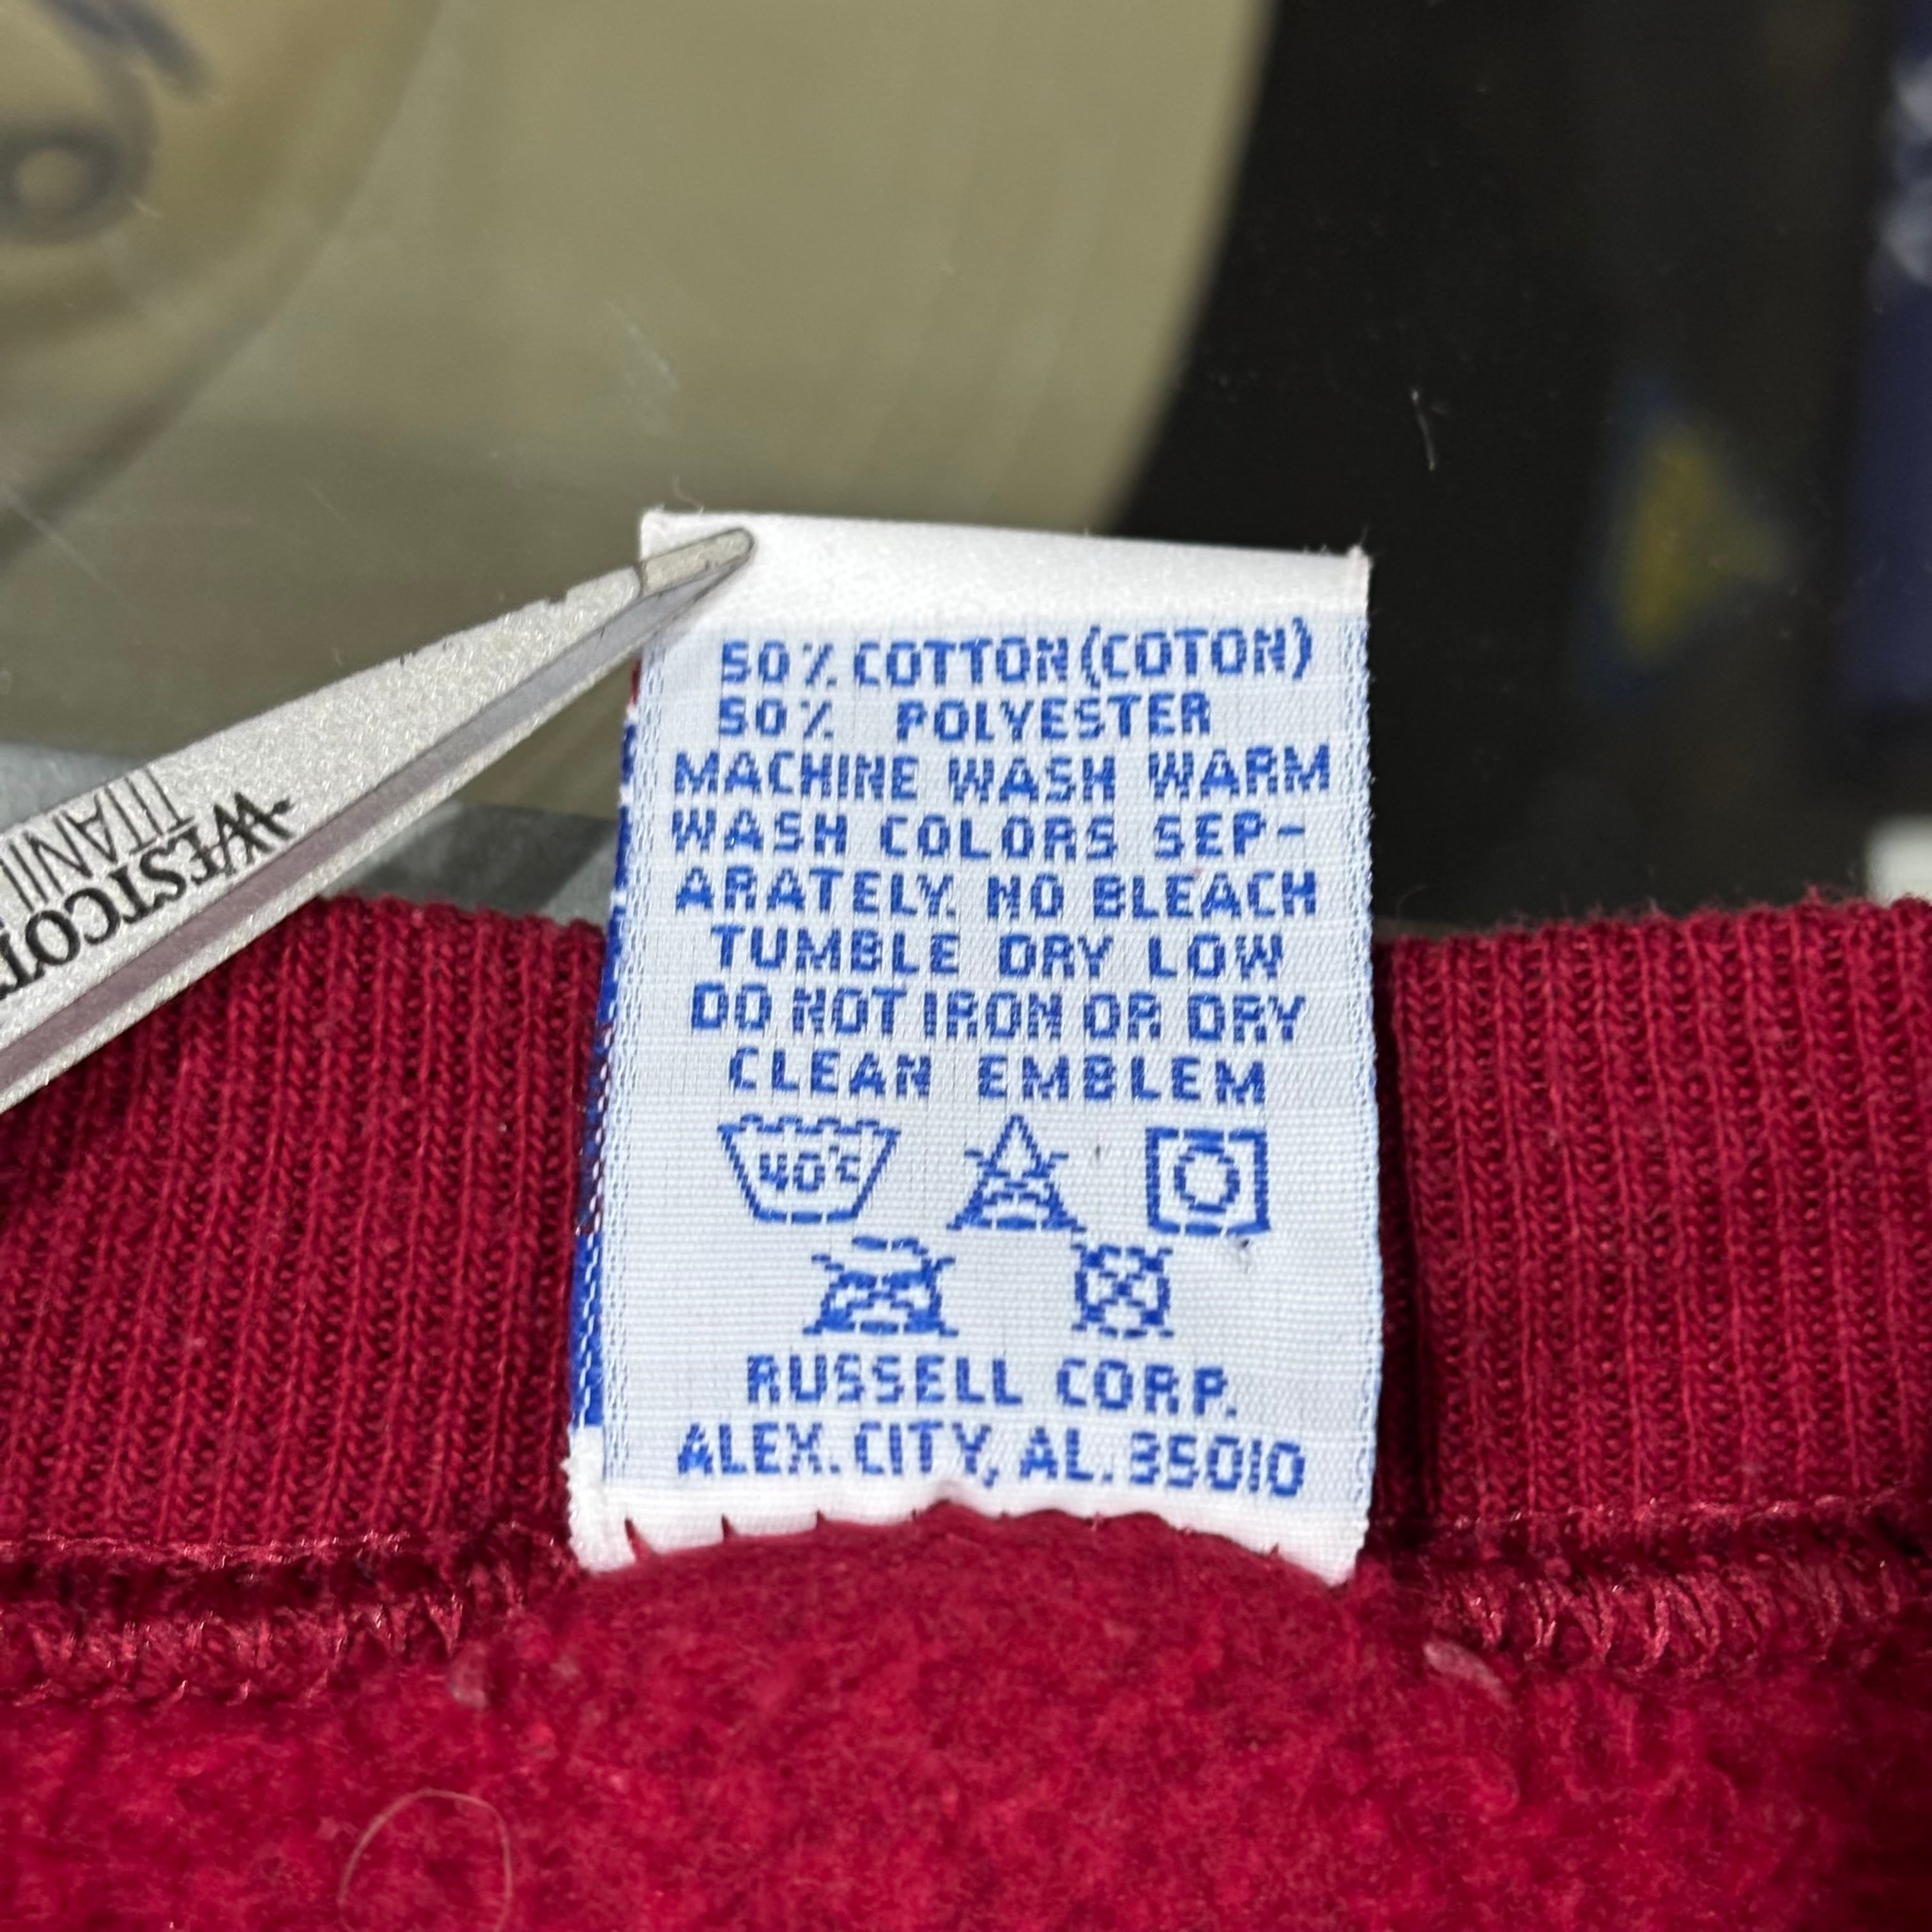 50% COTTON (COTON)
50% POLYESTER
MACHINE WASH WARM
WASH COLORS SEP-
ARATELY. NO BLEACH
TUMBLE DRY LOW
DO NOT IRON OR DRY
CLEAN EMBLEM
40°C
RUSSELL CORP.
ALEX. CITY, AL. 35010